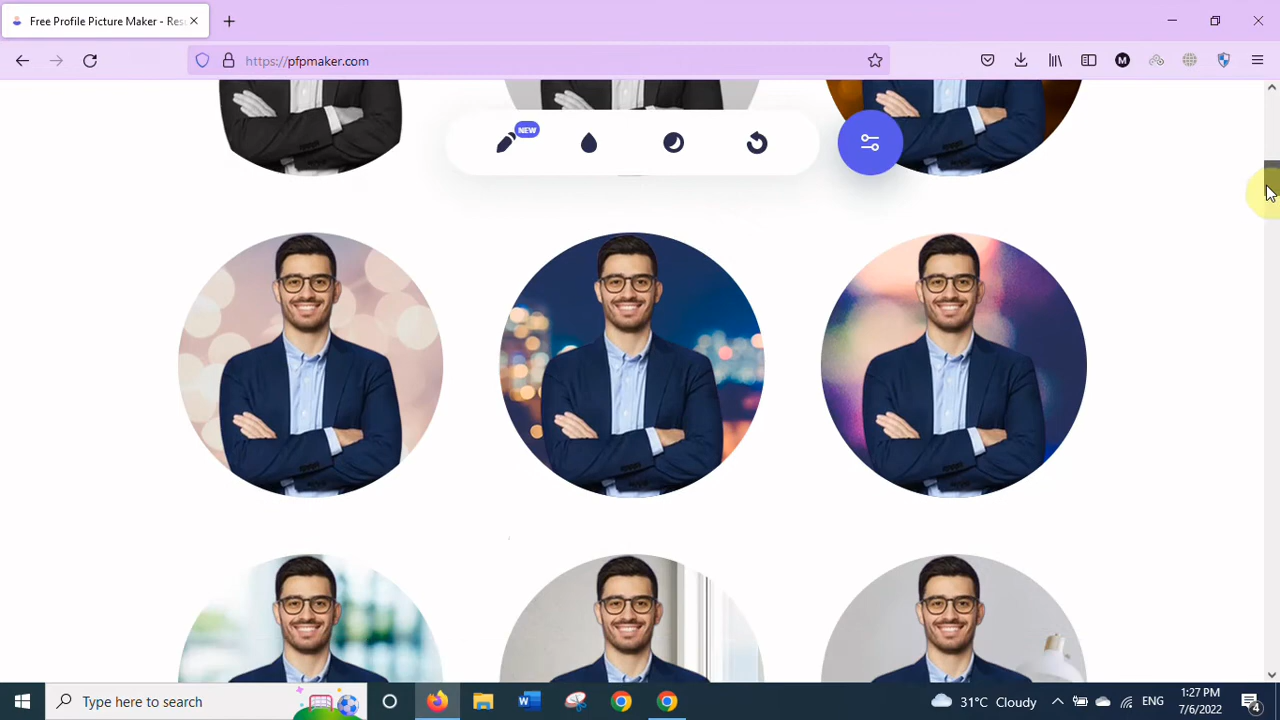 Free Profile Picture Maker - Res
https://pfpmaker.com
M
NEW
Type here to search
31°C Cloudy
ENG
1:27 PM
7/6/2022
4